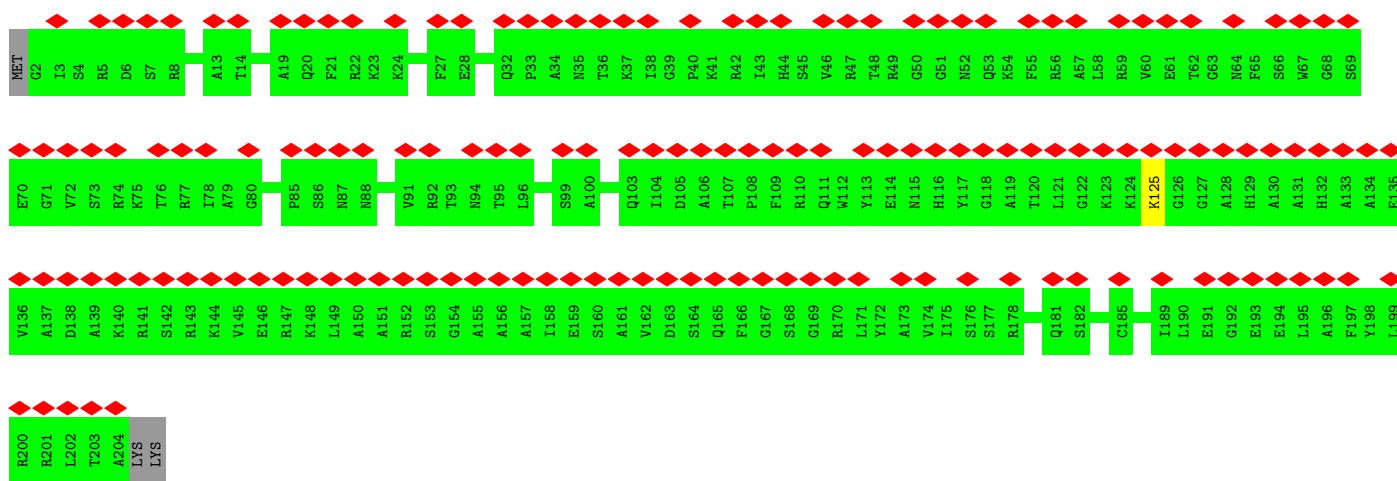 MET G2 I3 S4 R5 D6 S7 R8 A13 T14 A19 Q20 F21 R22 K23 K24 F27 E28 Q32 P33 A34 N35 T36 K37 I38 G39 P40 K41 R42 I43 H44 S45 V46 R47 T48 R49 G50 G51 N52 Q53 K54 F55 R56 A57 L58 R59 V60 E61 T62 G63 N64 F65 S66 W67 G68 S69
E70 G71 V72 S73 R74 K75 T76 R77 I78 A79 G80 P85 S86 N87 N88 V91 R92 T93 N94 T95 L96 S99 A100 Q103 I104 D105 A106 T107 P108 F109 R110 Q111 W112 Y113 E114 N115 H116 Y117 G118 A119 T120 L121 G122 K123 K124 K125 G126 G127 A128 H129 A130 A131 H132 A133 A134 E135
V136 A137 D138 A139 K140 R141 S142 R143 K144 V145 E146 R147 K148 L149 A150 A151 R152 S153 G154 A155 A156 A157 I158 E159 S160 A161 V162 D163 S164 Q165 F166 G167 S168 G169 R170 L171 Y172 A173 V174 I175 S176 S177 R178 Q181 S182 C185 I189 L190 E191 G192 E193 E194 L195 A196 F197 Y198 L199
R200 R201 L202 T203 A204 LYS LYS